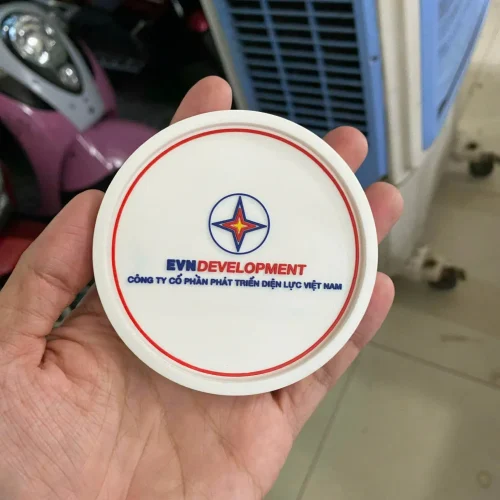 EVNDEVELOPMENT
CÔNG TY CỔ PHẦN PHÁT TRIỂN ĐIỆN LỰC VIỆT NAM